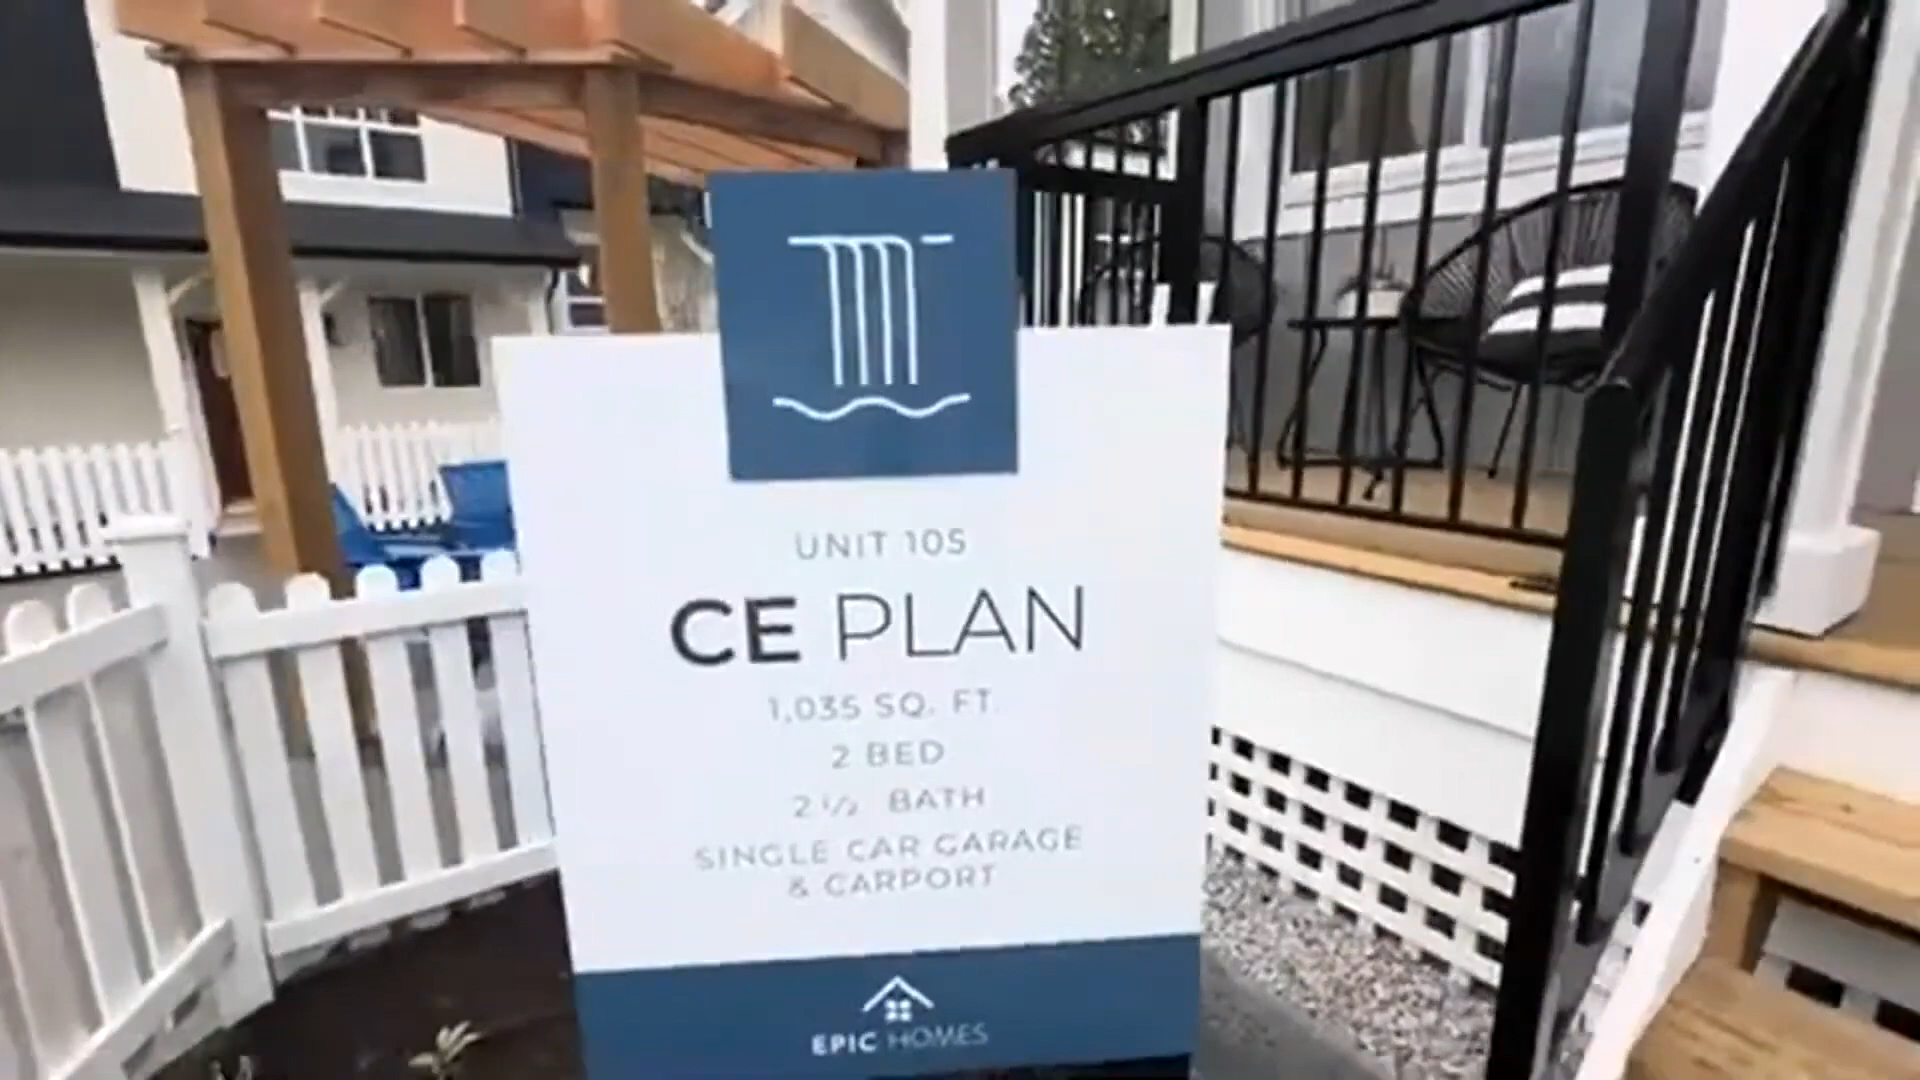 UNIT 105
CE PLAN
1,035 SQ. FT.
2 BED
2 ½ BATH
SINGLE CAR GARAGE
& CARPORT
EPIC HOMES